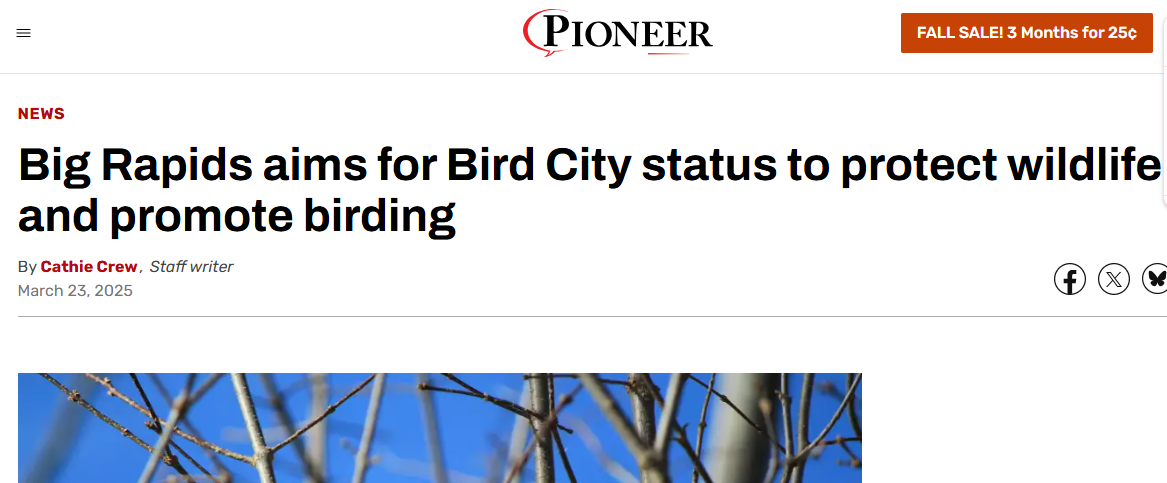 PIONEER
FALL SALE! 3 Months for 25¢
NEWS
Big Rapids aims for Bird City status to protect wildlife
and promote birding
By Cathie Crew, Staff writer
March 23, 2025